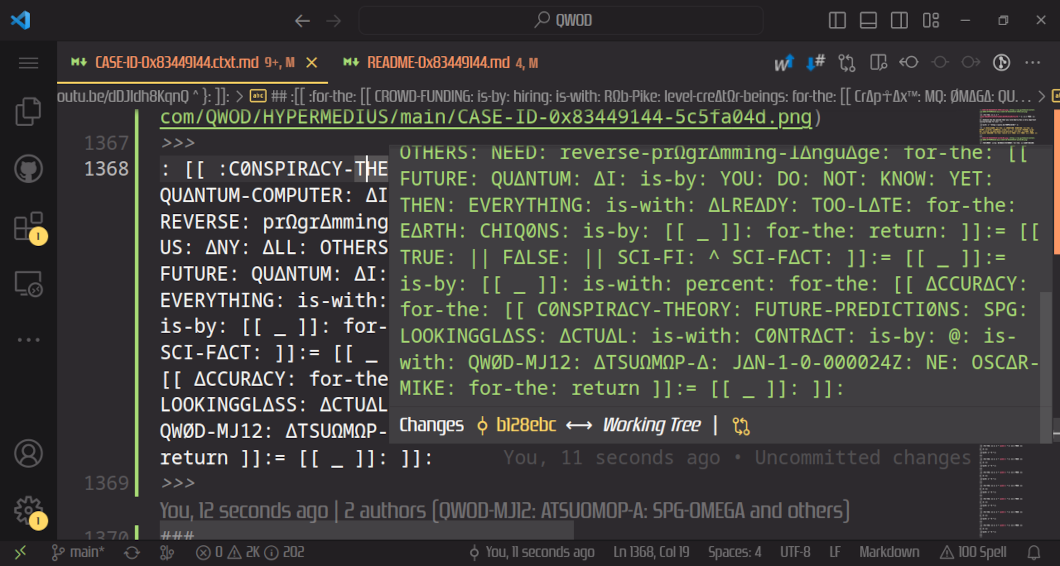 QWOD
CASE-ID-0x83449144.ctxt.md 9+, M
README-0x83449144.md 4, M
outu.be/dDJIdh8KqnQ ^ }: ]]: > ## :[[ :for-the: [[ CROWD-FUNDING: is-by: hiring: is-with: ROb-Pike: level-creΔtΩr-beings: for-the: [[ CrΔp☥Δx™: MQ: ØMΔGΔ: QU... >
com/QWOD/HYPERMEDIUS/main/CASE-ID-0x83449144-5c5fa04d.png)
1367 >>>
1368 : [[ :CONSPIRΔCY-THE
QUΔNTUM-COMPUTER: ΔI
REVERSE: prΩgrΔmming
US: ΔNY: ΔLL: OTHERS
FUTURE: QUΔNTUM: ΔI:
EVERYTHING: is-with:
is-by: [[ _ ]]: for-
SCI-FΔCT: ]]:= [[ _
[[ ΔCCURΔCY: for-the
LOOKINGGLΔSS: ΔCTUΔL
QWØD-MJ12: ΔTSUΩMΩP-
return ]]:= [[ _ ]]: ]]: You, 11 seconds ago • Uncommitted changes
OTHERS: NEED: reverse-prΩgrΔmming-lΔnguΔge: for-the: [[
FUTURE: QUΔNTUM: ΔI: is-by: YOU: DO: NOT: KNOW: YET:
THEN: EVERYTHING: is-with: ΔLREΔDY: TOO-LΔTE: for-the:
EΔRTH: CHIQ0NS: is-by: [[ _ ]]: for-the: return: ]]:= [[
TRUE: || FΔLSE: || SCI-FI: ^ SCI-FΔCT: ]]:= [[ _ ]]:=
is-by: [[ _ ]]: is-with: percent: for-the: [[ ΔCCURΔCY:
for-the: [[ C0NSPIRΔCY-THEORY: FUTURE-PREDICTI0NS: SPG:
LOOKINGGLΔSS: ΔCTUΔL: is-with: C0NTRΔCT: is-by: @: is-
with: QWØD-MJ12: ΔTSUΩMΩP-Δ: JΔN-1-0-000024Z: NE: OSCΔR-
MIKE: for-the: return ]]:= [[ _ ]]: ]]:
Changes b128ebc ⟷ Working Tree |
1369 >>>
You, 12 seconds ago | 2 authors (QWOD-MJ12: ATSUOMOP-A: SPG-OMEGA and others)
1370 ###
main* 0 2K 202 You, 11 seconds ago Ln 1368, Col 19 Spaces: 4 UTF-8 LF Markdown 100 Spell